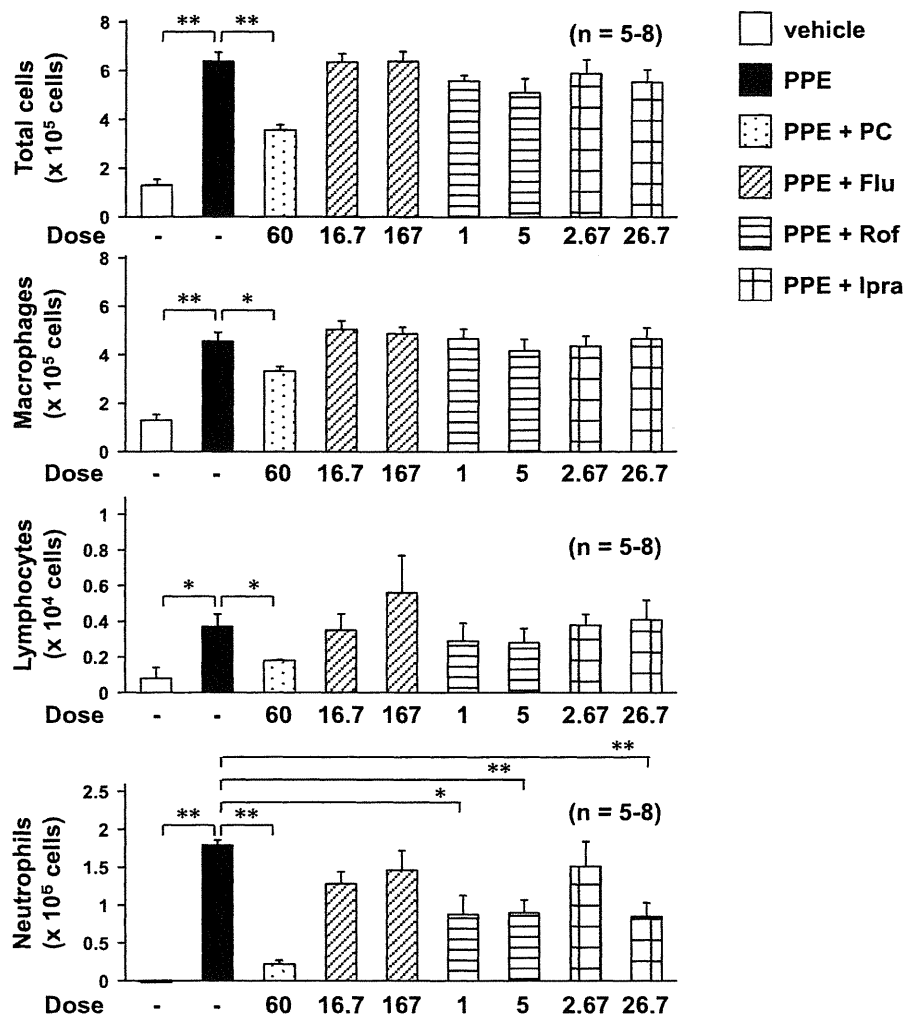 ** **
(n = 5-8)
Total cells
(x 10⁵ cells)
8
6
4
2
0
Dose - - 60 16.7 167 1 5 2.67 26.7
vehicle
PPE
PPE + PC
PPE + Flu
PPE + Rof
PPE + Ipra
** *
Macrophages
(x 10⁵ cells)
8
6
4
2
0
Dose - - 60 16.7 167 1 5 2.67 26.7
* *
(n = 5-8)
Lymphocytes
(x 10⁴ cells)
1
0.8
0.6
0.4
0.2
0
Dose - - 60 16.7 167 1 5 2.67 26.7
**
**
*
** **
(n = 5-8)
Neutrophils
(x 10⁵ cells)
2.5
2
1.5
1
0.5
0
Dose - - 60 16.7 167 1 5 2.67 26.7